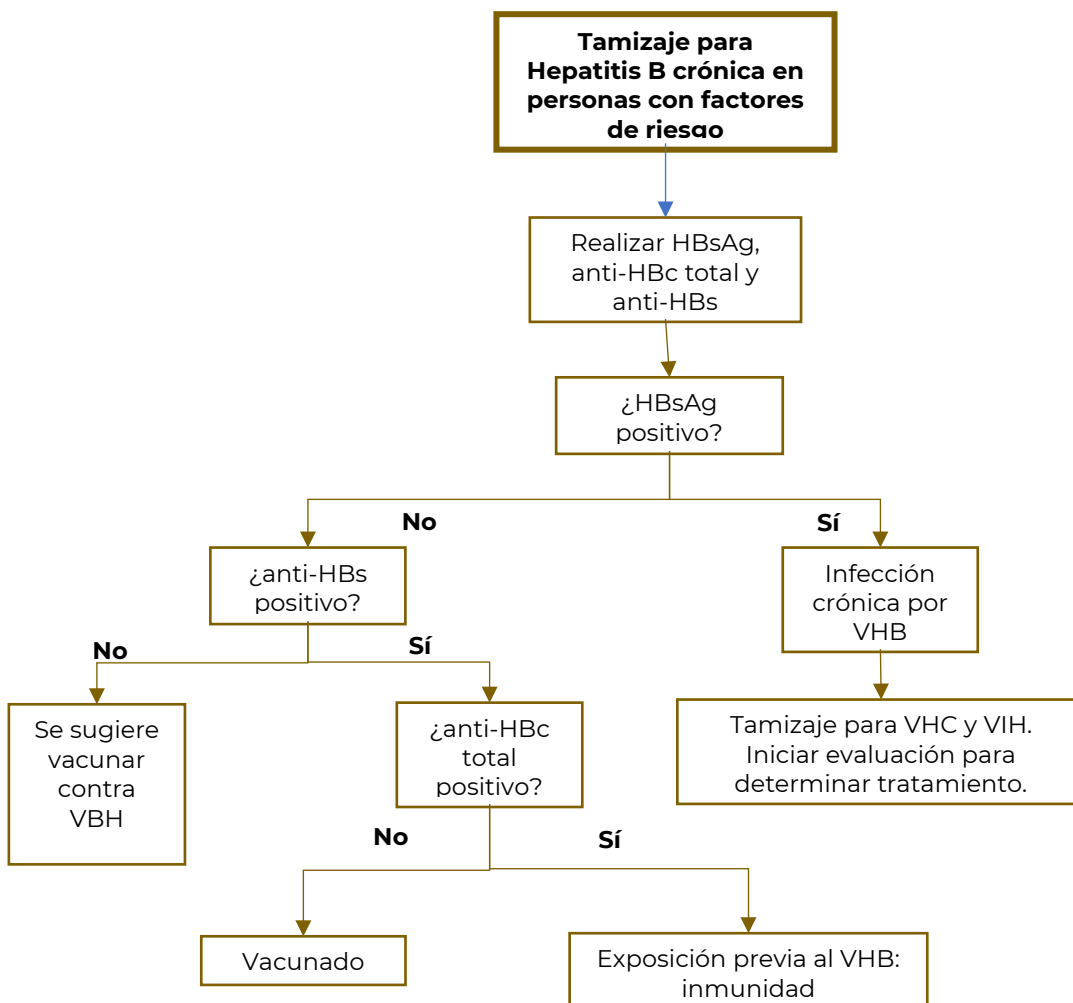 Tamizaje para
Hepatitis B crónica en
personas con factores
de riesgo
Realizar HBsAg,
anti-HBc total y
anti-HBs
¿HBsAg
positivo?
No
Sí
¿anti-HBs
positivo?
Infección
crónica por
VHB
No
Sí
Se sugiere
vacunar
contra
VBH
¿anti-HBc
total
positivo?
Tamizaje para VHC y VIH.
Iniciar evaluación para
determinar tratamiento.
No
Sí
Vacunado
Exposición previa al VHB:
inmunidad